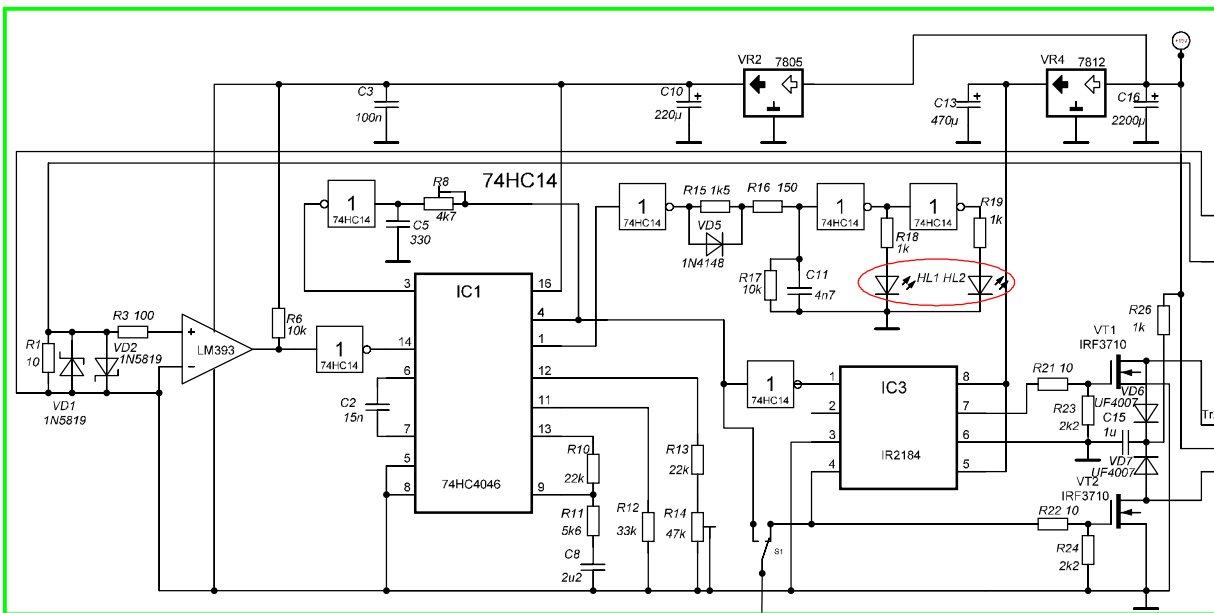 VR2 7805
VR4 7812
+15V
C3
100n
C10 +
220µ
C13 +
470µ
C16 +
2200µ
74HC14
1
74HC14
R8
4k7
C5
330
1
74HC14
R15 1k5
R16 150
VD5
1N4148
1
74HC14
1
74HC14
R19
1k
R18
1k
R17
10k
C11
4n7
HL1 HL2
IC1
74HC4046
3
14
6
7
5
8
16
4
1
12
11
13
9
R6
10k
R3 100
R1
10
VD2
1N5819
VD1
1N5819
+
LM393
−
1
74HC14
C2
15n
R10
22k
R11
5k6
C8
2u2
R12
33k
R13
22k
R14
47k
1
74HC14
S1
IC3
IR2184
1
2
3
4
8
7
6
5
R26
1k
VT1
IRF3710
R21 10
R23
2k2
VD6
UF4007
C15
1u
VD7
UF4007
VT2
IRF3710
R22 10
R24
2k2
Tr